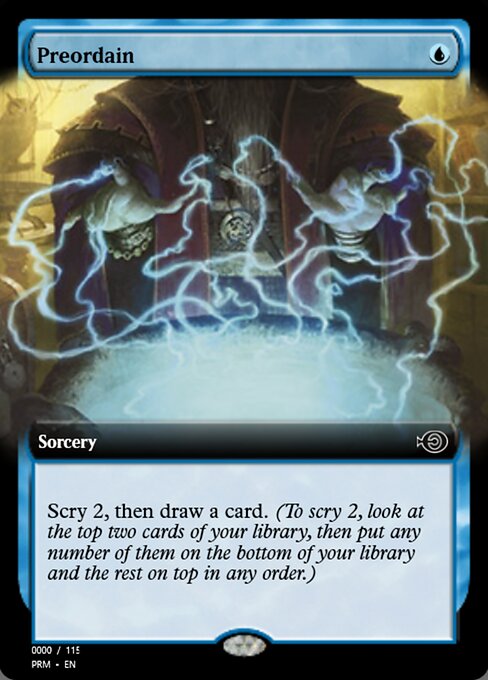 Preordain
Sorcery
Scry 2, then draw a card. (To scry 2, look at
the top two cards of your library, then put any
number of them on the bottom of your library
and the rest on top in any order.)
0000 / 115
PRM • EN